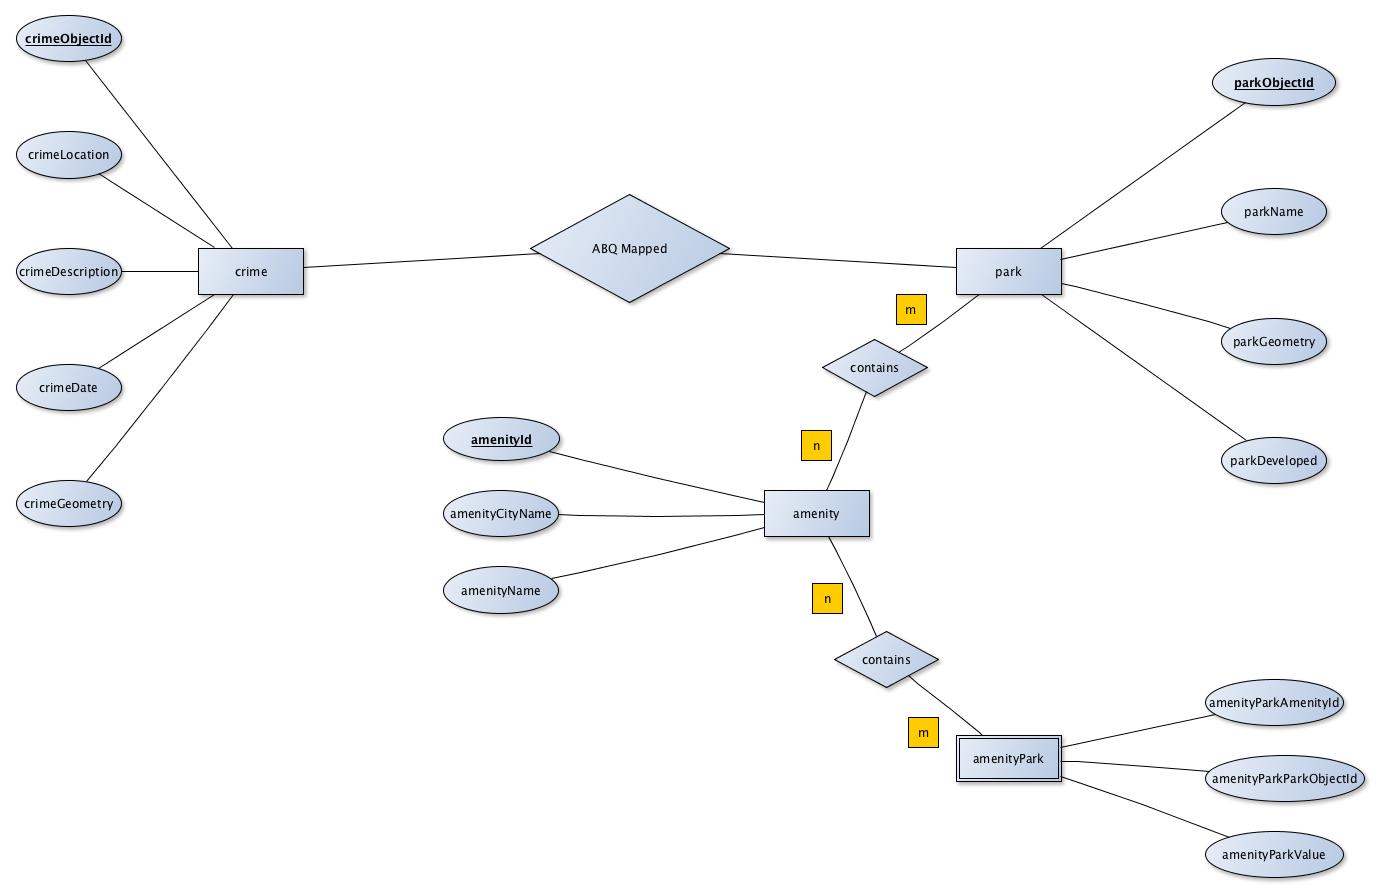 crimeObjectId
parkObjectId
crimeLocation
parkName
ABQ Mapped
crimeDescription
crime
park
m
parkGeometry
contains
crimeDate
amenityId
n
parkDeveloped
crimeGeometry
amenityCityName
amenity
amenityName
n
contains
amenityParkAmenityId
m
amenityPark
amenityParkParkObjectId
amenityParkValue